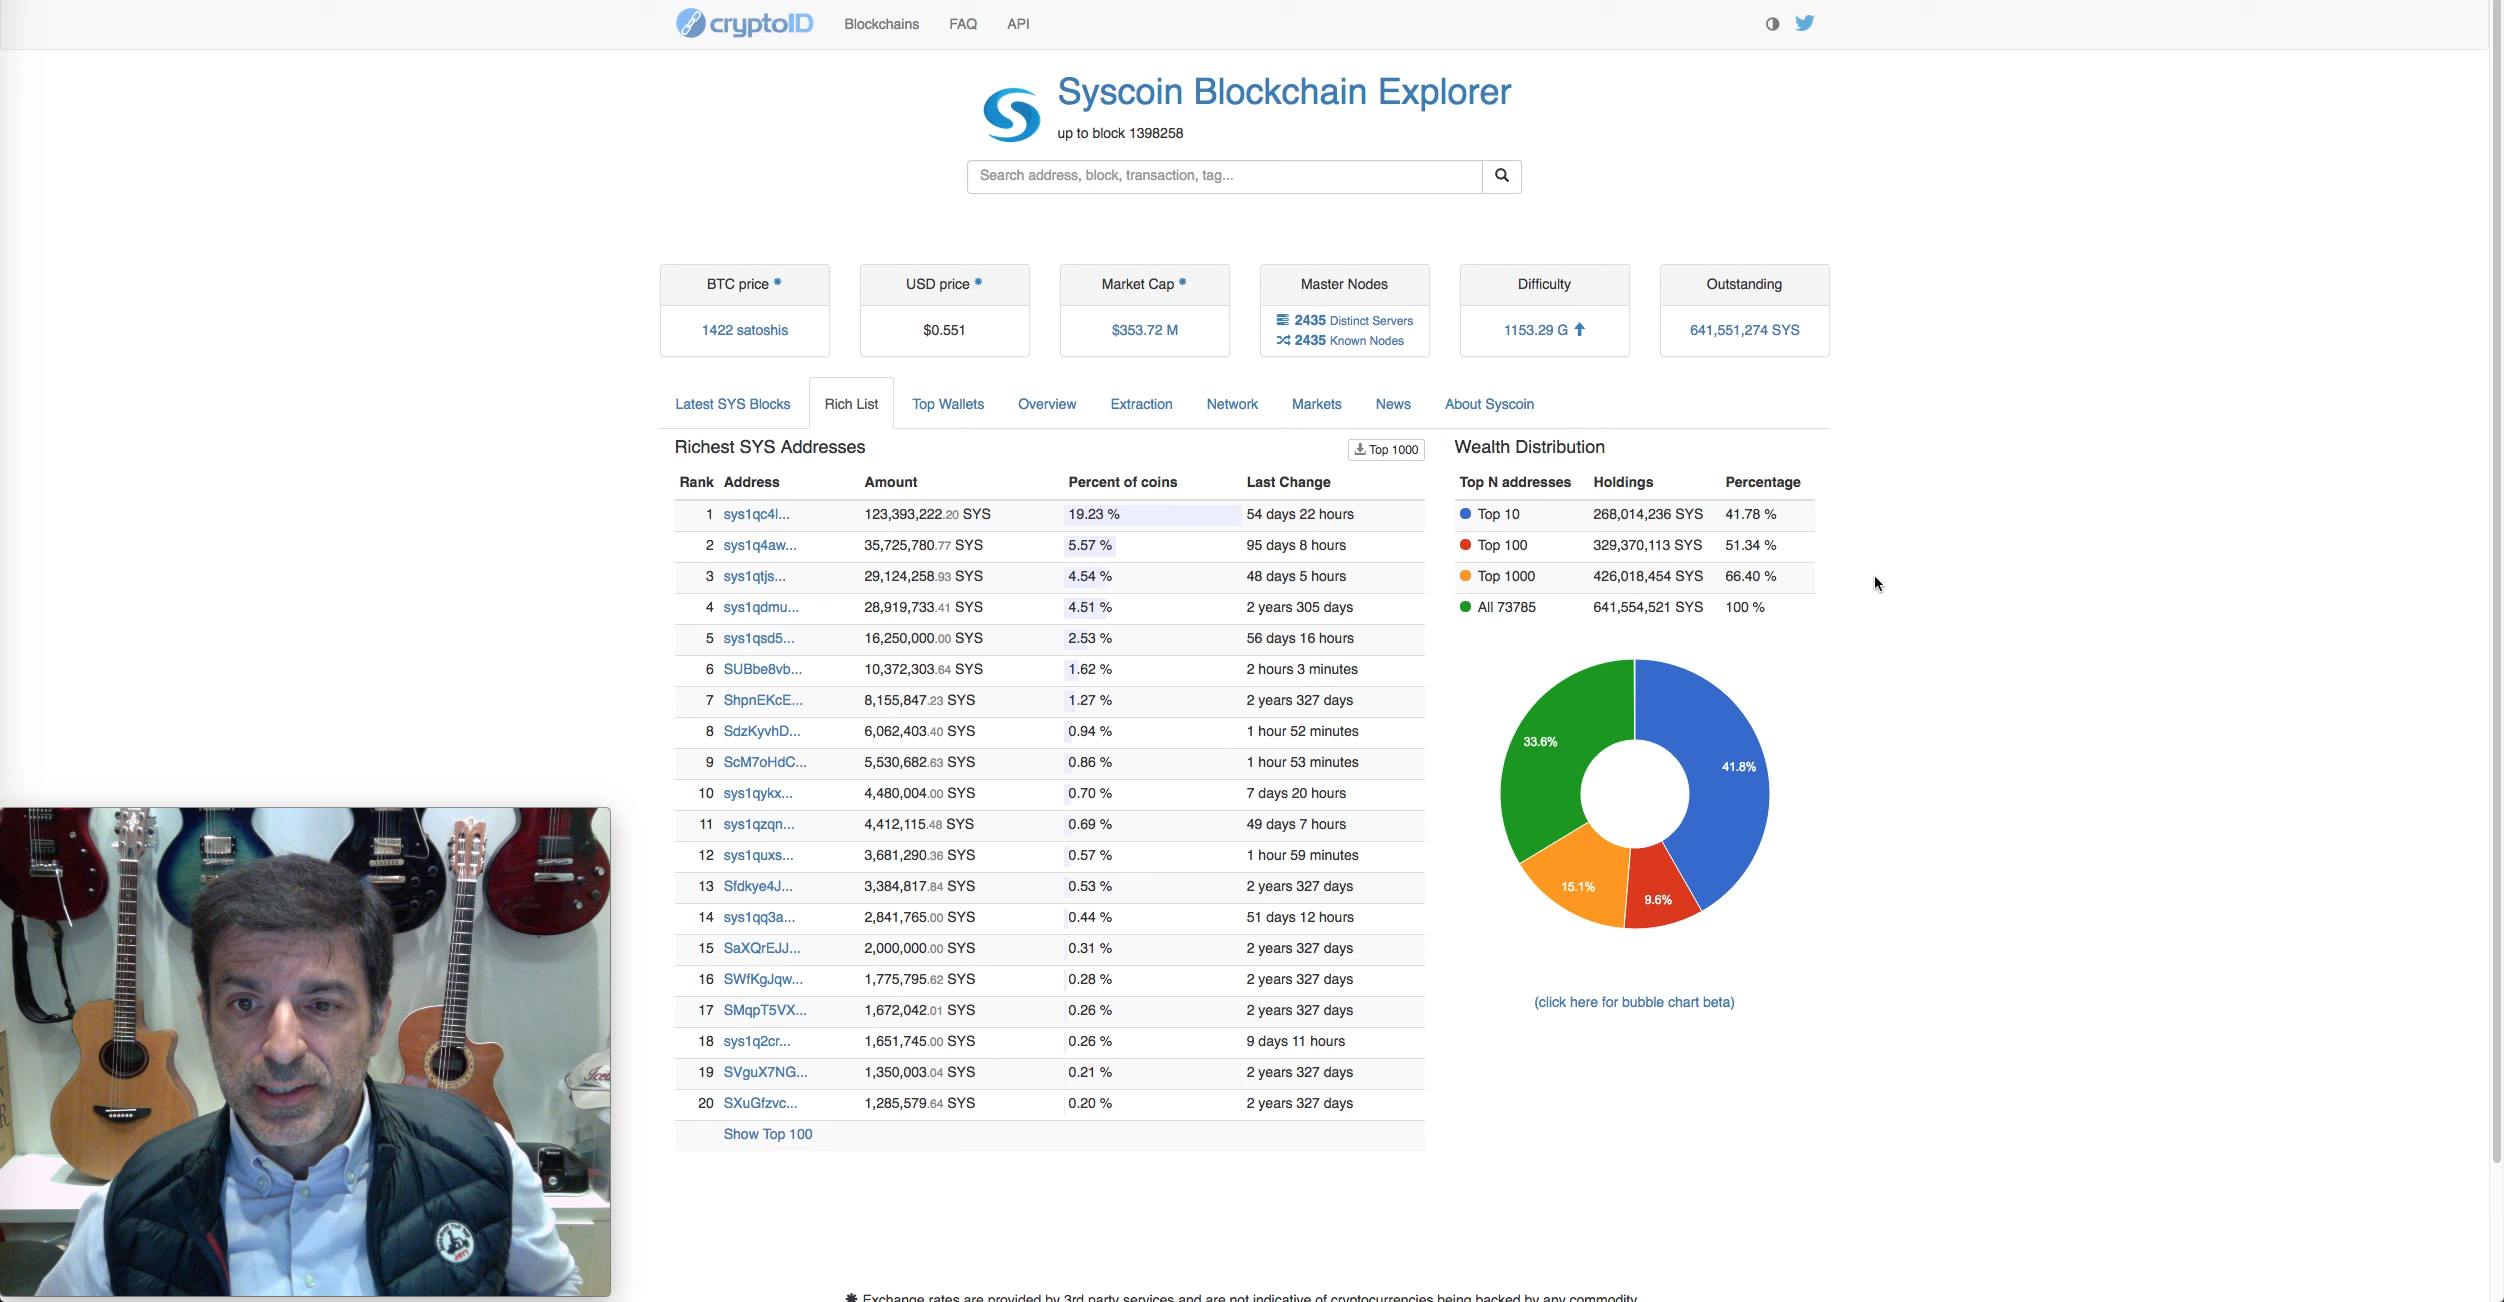 cryptoID Blockchains FAQ API
Syscoin Blockchain Explorer
up to block 1398258
Search address, block, transaction, tag...
BTC price * USD price * Market Cap * Master Nodes Difficulty Outstanding
1422 satoshis $0.551 $353.72 M 2435 Distinct Servers 1153.29 G 641,551,274 SYS
2435 Known Nodes
Latest SYS Blocks Rich List Top Wallets Overview Extraction Network Markets News About Syscoin
Richest SYS Addresses Top 1000
Rank Address Amount Percent of coins Last Change
1 sys1qc4l... 123,393,222.20 SYS 19.23 % 54 days 22 hours
2 sys1q4aw... 35,725,780.77 SYS 5.57 % 95 days 8 hours
3 sys1qtjs... 29,124,258.93 SYS 4.54 % 48 days 5 hours
4 sys1qdmu... 28,919,733.41 SYS 4.51 % 2 years 305 days
5 sys1qsd5... 16,250,000.00 SYS 2.53 % 56 days 16 hours
6 SUBbe8vb... 10,372,303.64 SYS 1.62 % 2 hours 3 minutes
7 ShpnEKcE... 8,155,847.23 SYS 1.27 % 2 years 327 days
8 SdzKyvhD... 6,062,403.40 SYS 0.94 % 1 hour 52 minutes
9 ScM7oHdC... 5,530,682.63 SYS 0.86 % 1 hour 53 minutes
10 sys1qykx... 4,480,004.00 SYS 0.70 % 7 days 20 hours
11 sys1qzqn... 4,412,115.48 SYS 0.69 % 49 days 7 hours
12 sys1quxs... 3,681,290.36 SYS 0.57 % 1 hour 59 minutes
13 Sfdkye4J... 3,384,817.84 SYS 0.53 % 2 years 327 days
14 sys1qq3a... 2,841,765.00 SYS 0.44 % 51 days 12 hours
15 SaXQrEJJ... 2,000,000.00 SYS 0.31 % 2 years 327 days
16 SWfKgJqw... 1,775,795.62 SYS 0.28 % 2 years 327 days
17 SMqpT5VX... 1,672,042.01 SYS 0.26 % 2 years 327 days
18 sys1q2cr... 1,651,745.00 SYS 0.26 % 9 days 11 hours
19 SVguX7NG... 1,350,003.04 SYS 0.21 % 2 years 327 days
20 SXuGfzvc... 1,285,579.64 SYS 0.20 % 2 years 327 days
Show Top 100
Wealth Distribution
Top N addresses Holdings Percentage
Top 10 268,014,236 SYS 41.78 %
Top 100 329,370,113 SYS 51.34 %
Top 1000 426,018,454 SYS 66.40 %
All 73785 641,554,521 SYS 100 %
33.6%
41.8%
15.1%
9.6%
(click here for bubble chart beta)
* Exchange rates are provided by 3rd party services and are not indicative of cryptocurrencies being backed by any commodity